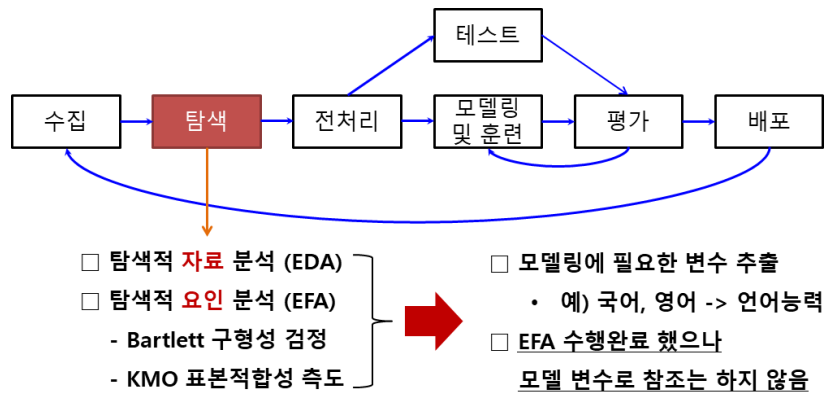 테스트
수집
탐색
전처리
모델링
및 훈련
평가
배포
□ 탐색적 자료 분석 (EDA)
□ 탐색적 요인 분석 (EFA)
- Bartlett 구형성 검정
- KMO 표본적합성 측도
□ 모델링에 필요한 변수 추출
• 예) 국어, 영어 -> 언어능력
□ EFA 수행완료 했으나
모델 변수로 참조는 하지 않음